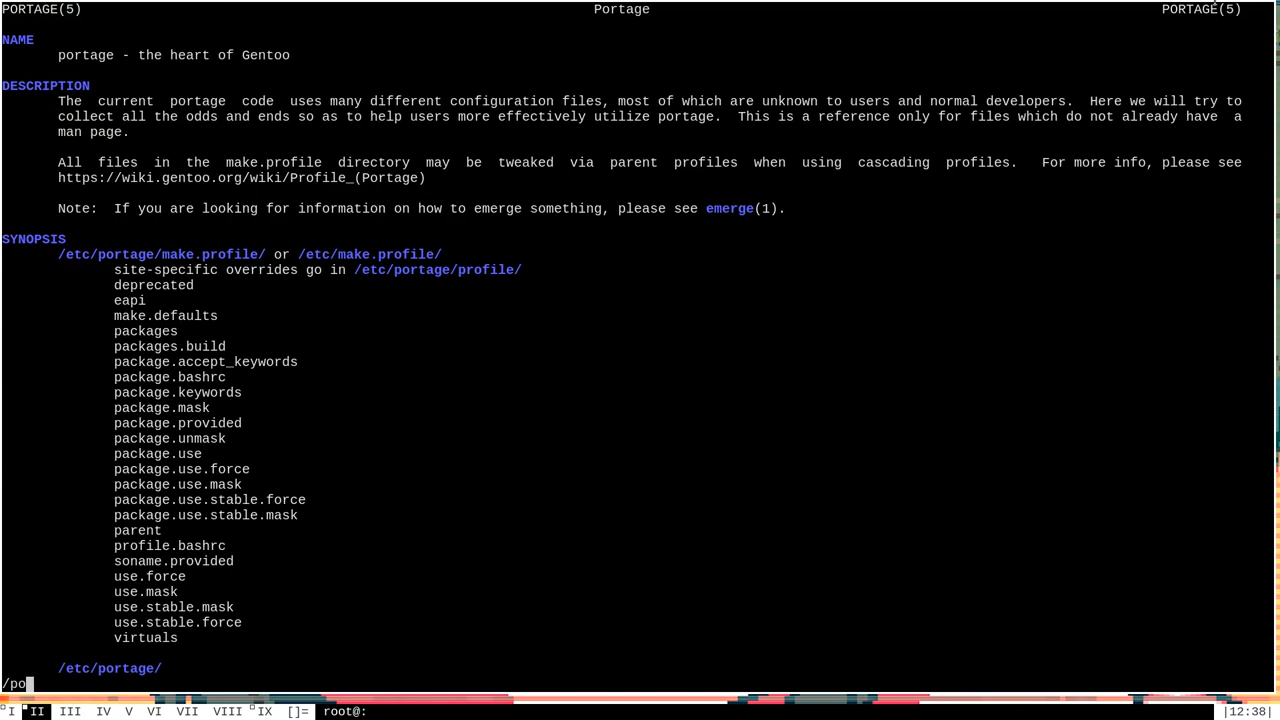 PORTAGE(5) Portage PORTAGE(5)
NAME
portage - the heart of Gentoo
DESCRIPTION
The current portage code uses many different configuration files, most of which are unknown to users and normal developers. Here we will try to
collect all the odds and ends so as to help users more effectively utilize portage. This is a reference only for files which do not already have a
man page.
All files in the make.profile directory may be tweaked via parent profiles when using cascading profiles. For more info, please see
https://wiki.gentoo.org/wiki/Profile_(Portage)
Note: If you are looking for information on how to emerge something, please see emerge(1).
SYNOPSIS
/etc/portage/make.profile/ or /etc/make.profile/
site-specific overrides go in /etc/portage/profile/
deprecated
eapi
make.defaults
packages
packages.build
package.accept_keywords
package.bashrc
package.keywords
package.mask
package.provided
package.unmask
package.use
package.use.force
package.use.mask
package.use.stable.force
package.use.stable.mask
parent
profile.bashrc
soname.provided
use.force
use.mask
use.stable.mask
use.stable.force
virtuals
/etc/portage/
/po
I II III IV V VI VII VIII IX []= root@: |12:38|